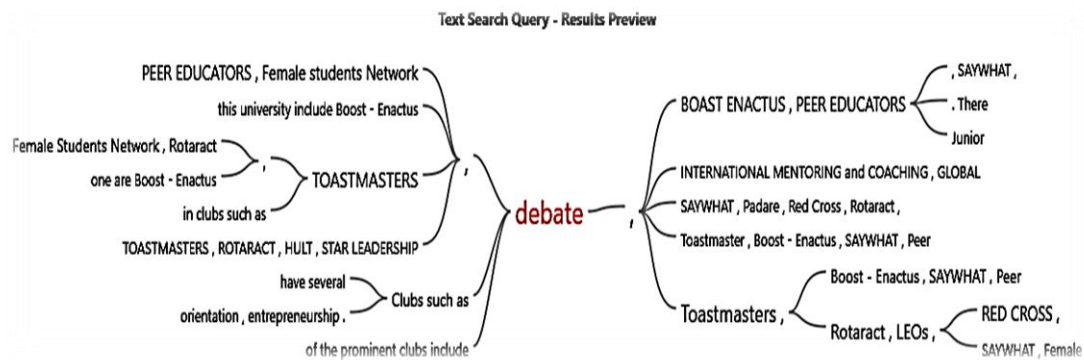 Text Search Query - Results Preview
PEER EDUCATORS , Female students Network
this university include Boost - Enactus
Female Students Network , Rotaract
one are Boost - Enactus
,
in clubs such as
TOASTMASTERS
TOASTMASTERS , ROTARACT , HULT , STAR LEADERSHIP
,
have several
orientation , entrepreneurship .
Clubs such as
of the prominent clubs include
debate
,
BOAST ENACTUS , PEER EDUCATORS
, SAYWHAT ,
. There
Junior
INTERNATIONAL MENTORING and COACHING , GLOBAL
SAYWHAT , Padare , Red Cross , Rotaract ,
Toastmaster , Boost - Enactus , SAYWHAT , Peer
Toastmasters ,
Boost - Enactus , SAYWHAT , Peer
Rotaract , LEOs ,
RED CROSS ,
SAYWHAT , Female